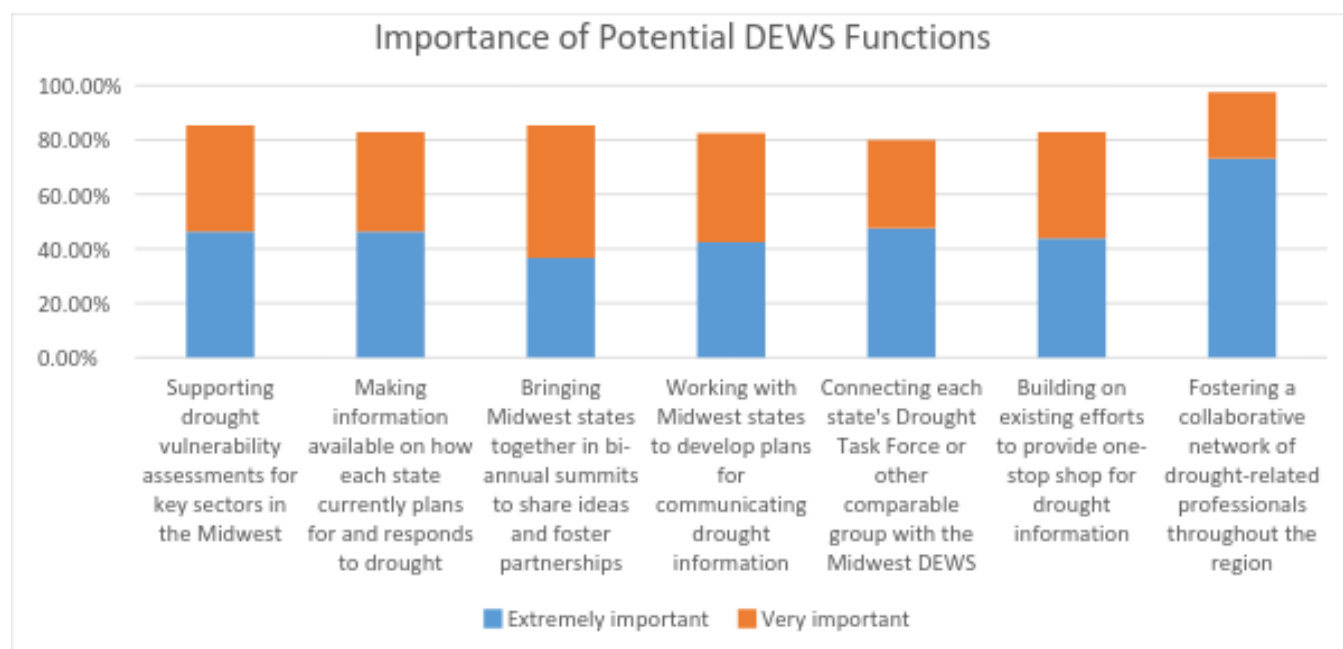 Importance of Potential DEWS Functions
100.00%
80.00%
60.00%
40.00%
20.00%
0.00%
Supporting
drought
vulnerability
assessments for
key sectors in
the Midwest
Making
information
available on how
each state
currently plans
for and responds
to drought
Bringing
Midwest states
together in bi-
annual summits
to share ideas
and foster
partnerships
Working with
Midwest states
to develop plans
for
communicating
drought
information
Connecting each
state's Drought
Task Force or
other
comparable
group with the
Midwest DEWS
Building on
existing efforts
to provide one-
stop shop for
drought
information
Fostering a
collaborative
network of
drought-related
professionals
throughout the
region
Extremely important
Very important